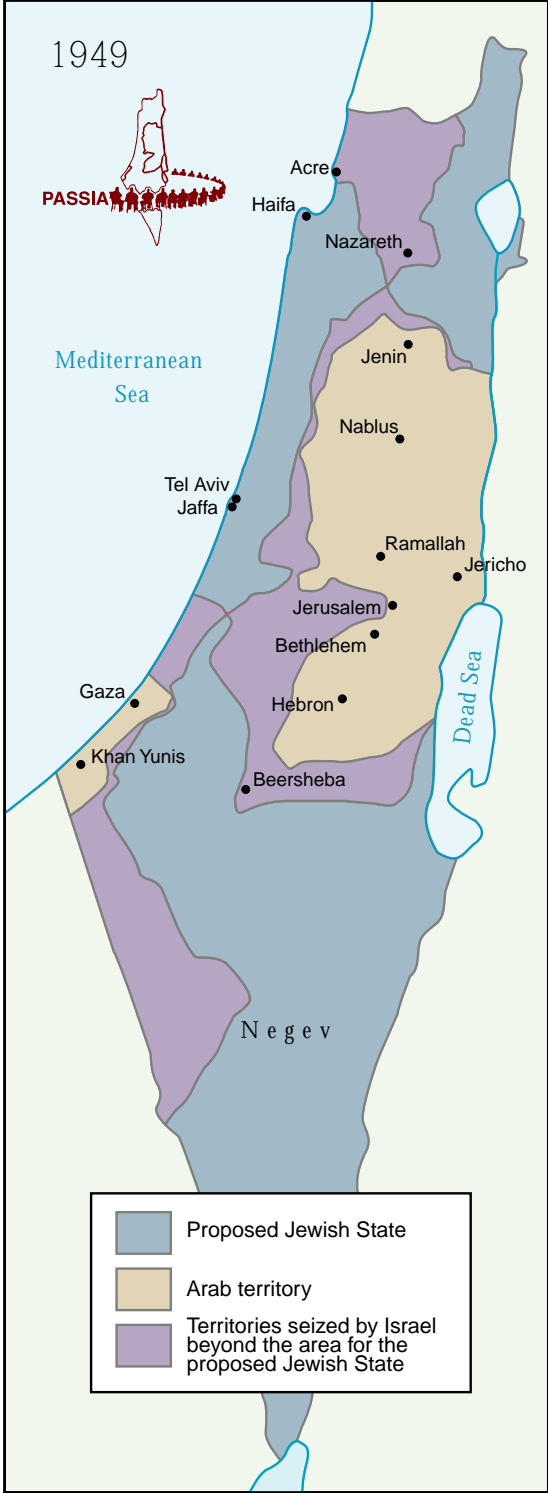 1949
PASSIA
Acre
Haifa
Nazareth
Mediterranean
Sea
Jenin
Nablus
Tel Aviv
Jaffa
Ramallah
Jericho
Jerusalem
Bethlehem
Gaza
Hebron
Dead Sea
Khan Yunis
Beersheba
Negev
Proposed Jewish State
Arab territory
Territories seized by Israel
beyond the area for the
proposed Jewish State